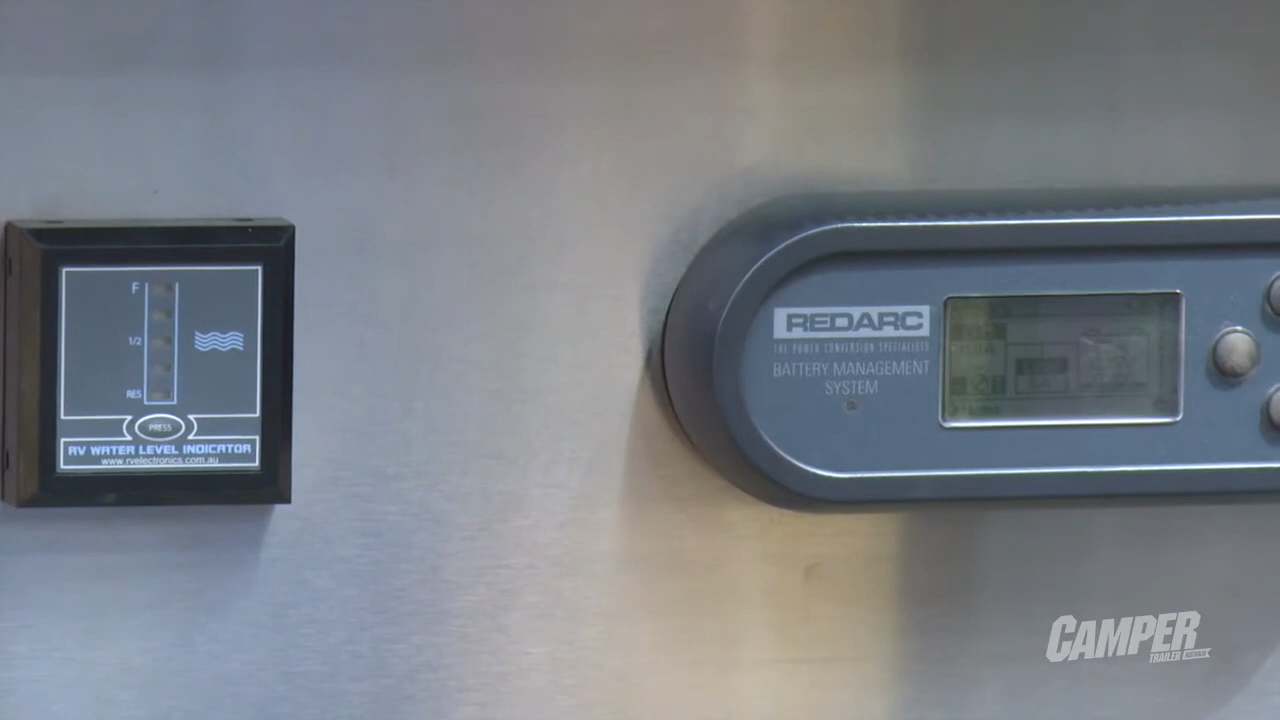 F
1/2
RES
PRESS
RV WATER LEVEL INDICATOR
www.rvelectronics.com.au
REDARC
THE POWER CONVERSION SPECIALISTS
BATTERY MANAGEMENT
SYSTEM
CAMPER
TRAILER